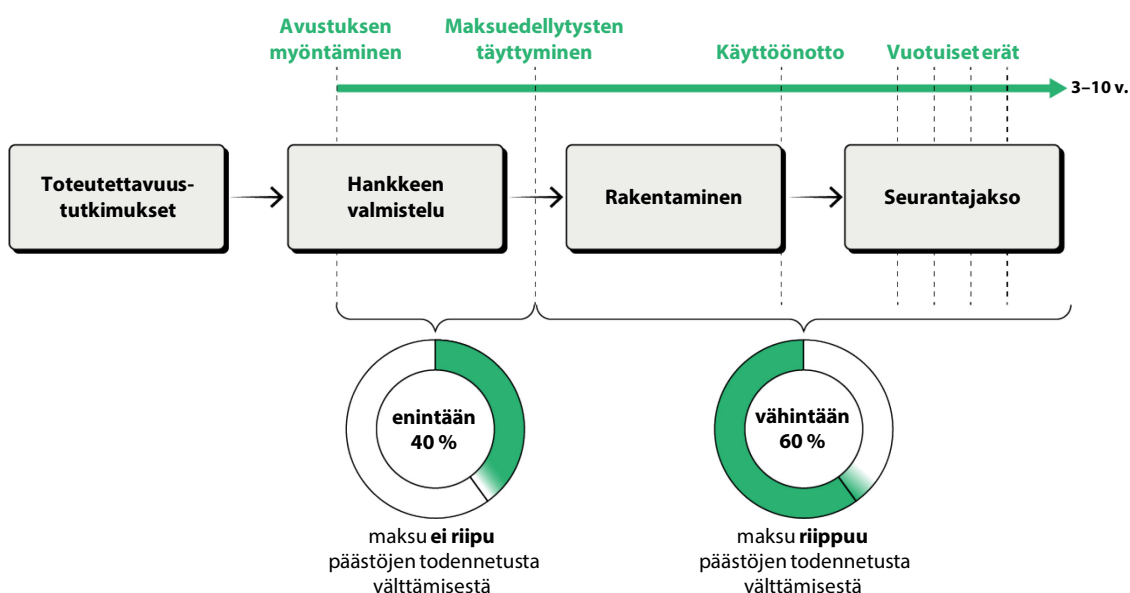 Avustuksen
myöntäminen
Maksuedellytysten
täyttyminen
Käyttöönotto
Vuotuiset erät
3–10 v.
Toteutettavuus-
tutkimukset
Hankkeen
valmistelu
Rakentaminen
Seurantajakso
enintään
40 %
vähintään
60 %
maksu ei riipu
päästöjen todennetusta
välttämisestä
maksu riippuu
päästöjen todennetusta
välttämisestä